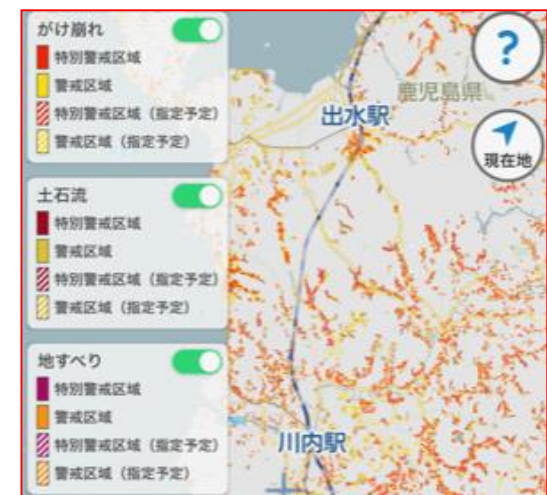 がけ崩れ
特別警戒区域
警戒区域
特別警戒区域（指定予定）
警戒区域（指定予定）
土石流
特別警戒区域
警戒区域
特別警戒区域（指定予定）
警戒区域（指定予定）
地すべり
特別警戒区域
警戒区域
特別警戒区域（指定予定）
警戒区域（指定予定）
?
鹿児島県
出水駅
現在地
川内駅